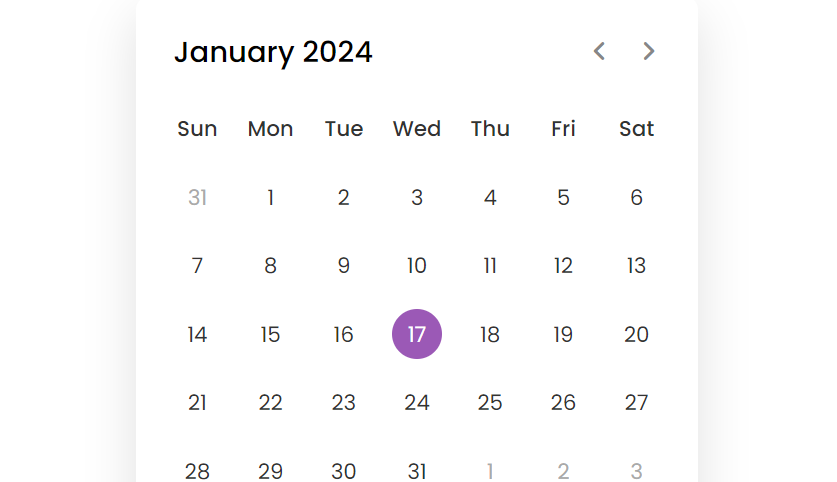 January 2024
Sun Mon Tue Wed Thu Fri Sat
31 1 2 3 4 5 6
7 8 9 10 11 12 13
14 15 16 17 18 19 20
21 22 23 24 25 26 27
28 29 30 31 1 2 3